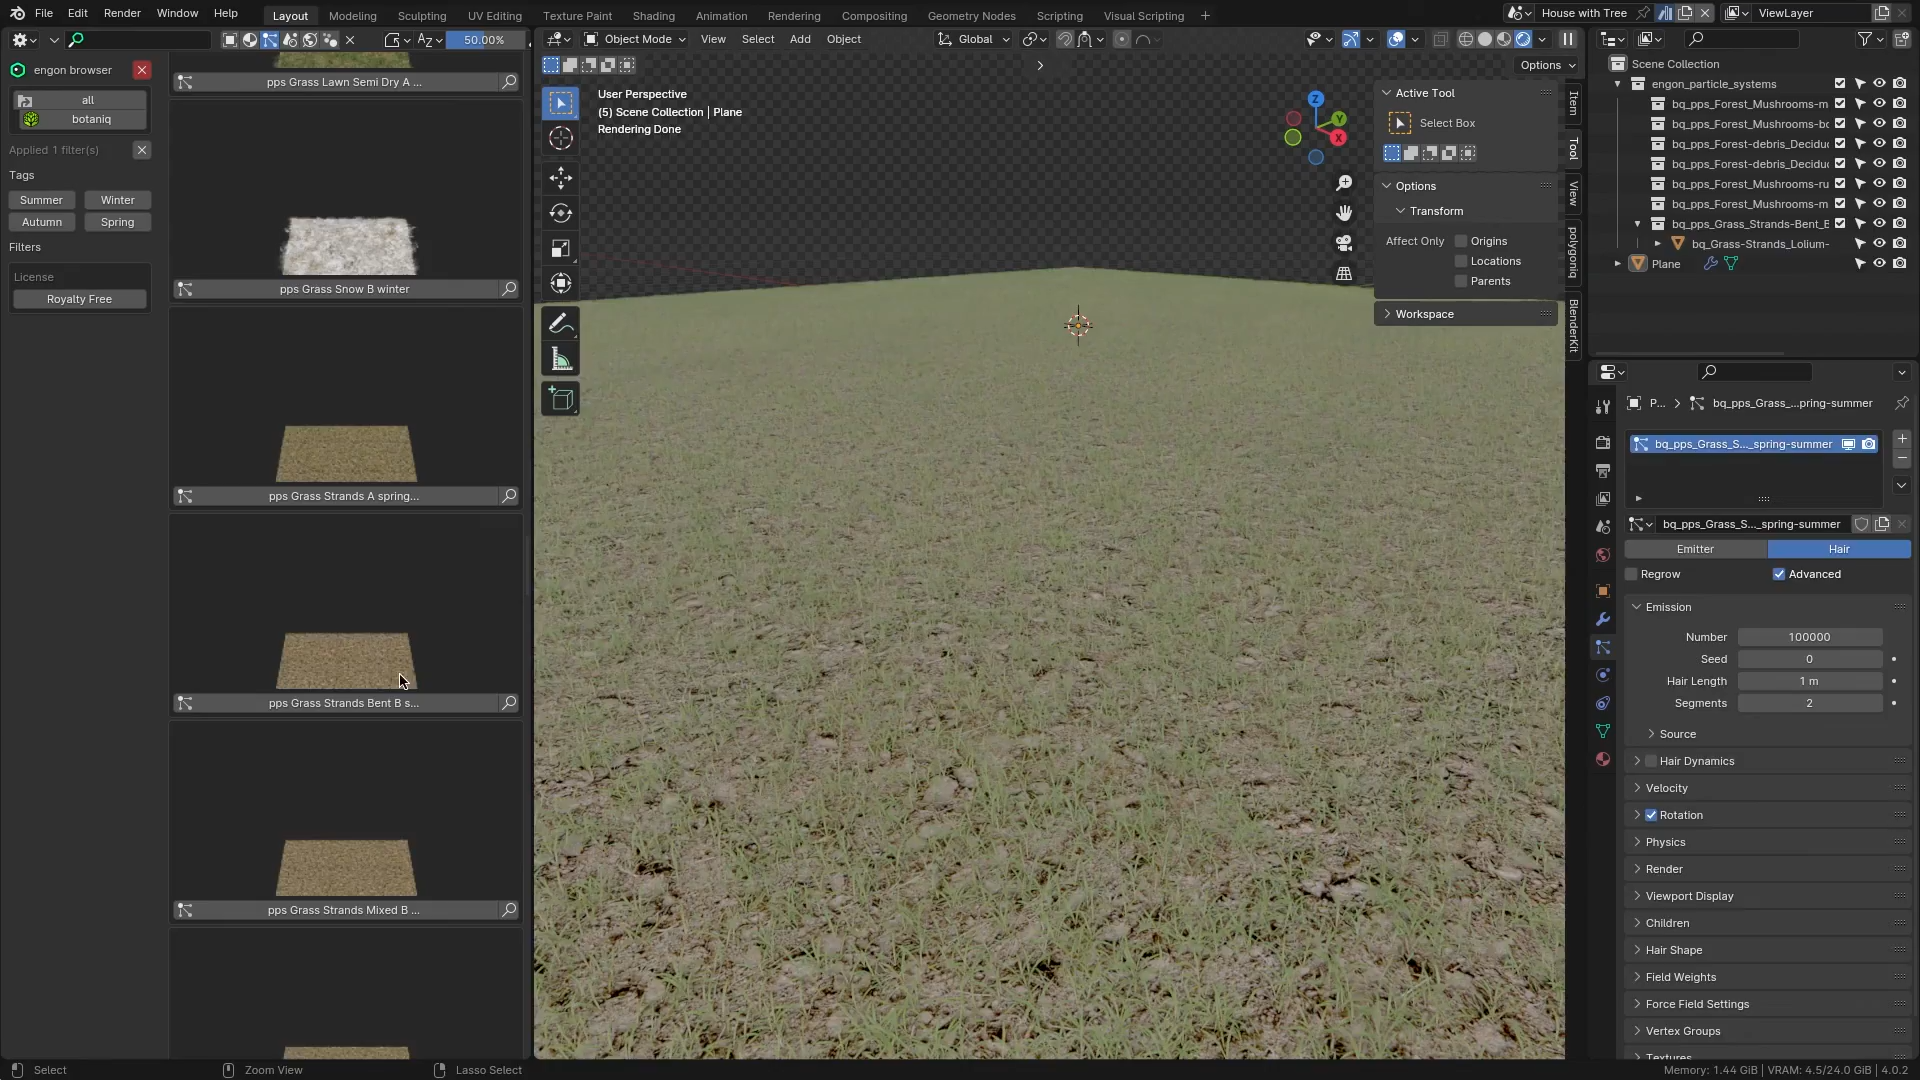 File Edit Render Window Help
Layout Modeling Sculpting UV Editing Texture Paint Shading Animation Rendering Compositing Geometry Nodes Scripting Visual Scripting
House with Tree
ViewLayer
50.00%
Object Mode View Select Add Object
Global
Options
engon browser
all
botaniq
Applied 1 filter(s)
Tags
Summer Winter
Autumn Spring
Filters
License
Royalty Free
pps Grass Lawn Semi Dry A ...
pps Grass Snow B winter
pps Grass Strands A spring...
pps Grass Strands Bent B s...
pps Grass Strands Mixed B ...
User Perspective
(5) Scene Collection | Plane
Rendering Done
Z
Y
X
Active Tool
Select Box
Options
Transform
Affect Only Origins
Locations
Parents
Workspace
Item
Tool
View
polygoniq
BlenderKit
Scene Collection
engon_particle_systems
bq_pps_Forest_Mushrooms-m
bq_pps_Forest_Mushrooms-bo
bq_pps_Forest-debris_Deciduo
bq_pps_Forest-debris_Deciduo
bq_pps_Forest_Mushrooms-ru
bq_pps_Forest_Mushrooms-m
bq_pps_Grass_Strands-Bent_B
bq_Grass-Strands_Lolium-
Plane
P... bq_pps_Grass_...pring-summer
bq_pps_Grass_S..._spring-summer
bq_pps_Grass_S..._spring-summer
Emitter Hair
Regrow Advanced
Emission
Number 100000
Seed 0
Hair Length 1 m
Segments 2
Source
Hair Dynamics
Velocity
Rotation
Physics
Render
Viewport Display
Children
Hair Shape
Field Weights
Force Field Settings
Vertex Groups
Textures
Select Zoom View Lasso Select
Memory: 1.44 GiB | VRAM: 4.5/24.0 GiB | 4.0.2